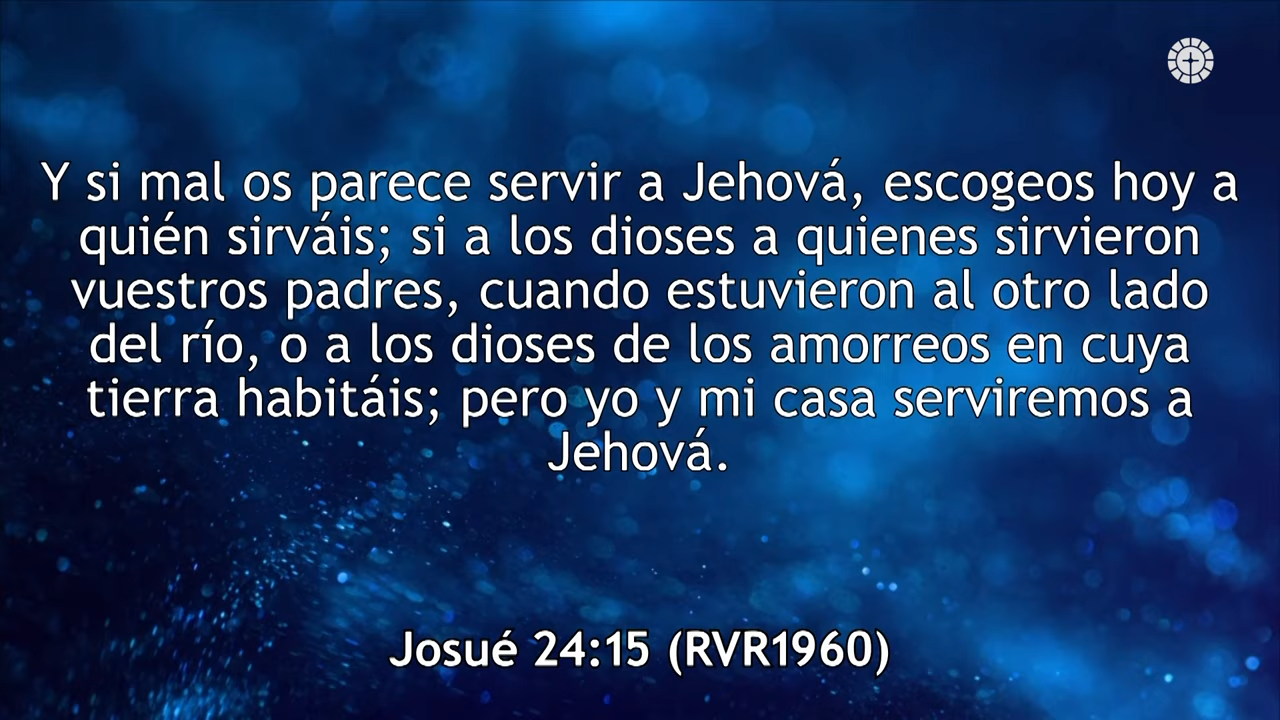 Y si mal os parece servir a Jehová, escogeos hoy a
quién sirváis; si a los dioses a quienes sirvieron
vuestros padres, cuando estuvieron al otro lado
del río, o a los dioses de los amorreos en cuya
tierra habitáis; pero yo y mi casa serviremos a
Jehová.
Josué 24:15 (RVR1960)